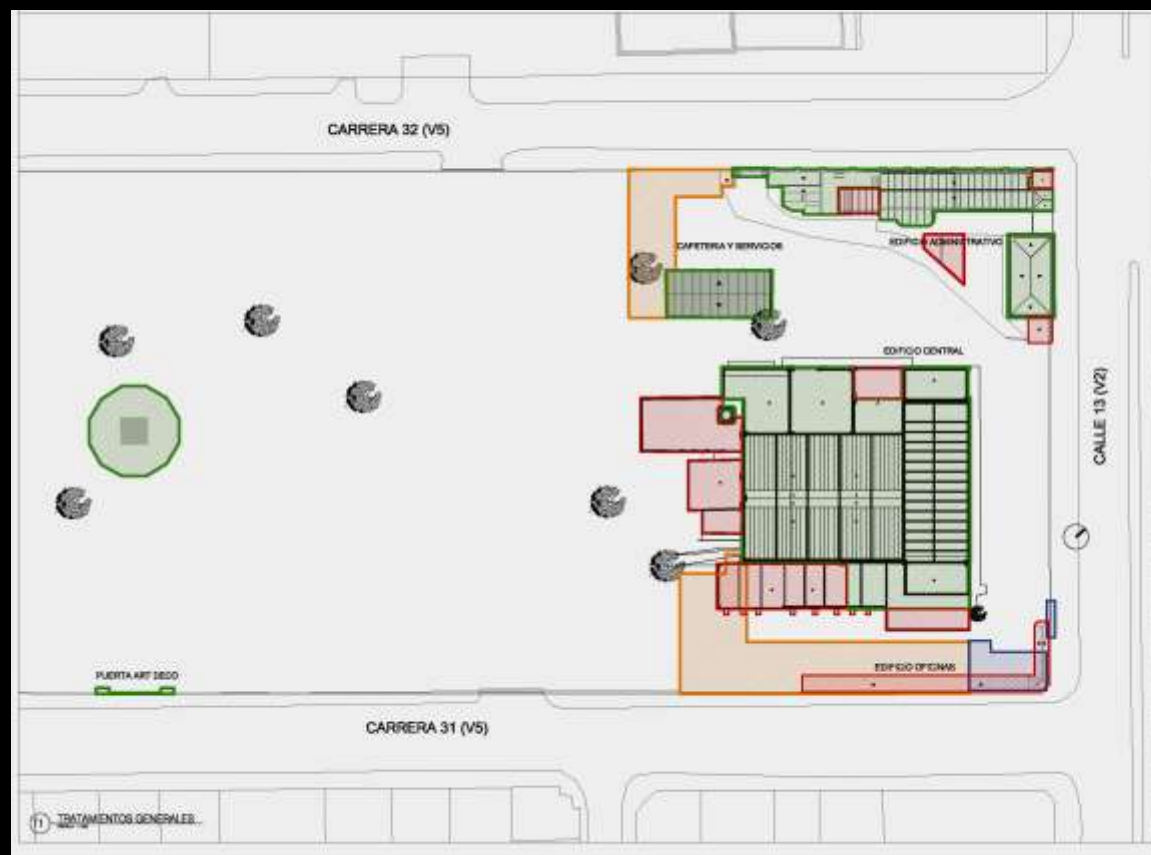 CARRERA 32 (V5)
CAFETERIA Y SERVICIOS
EDIFICIO ADMINISTRATIVO
EDIFICIO CENTRAL
CALLE 13 (V2)
PUERTA ART DECO
EDIFICIO OFICINAS
CARRERA 31 (V5)
TRATAMIENTOS GENERALES